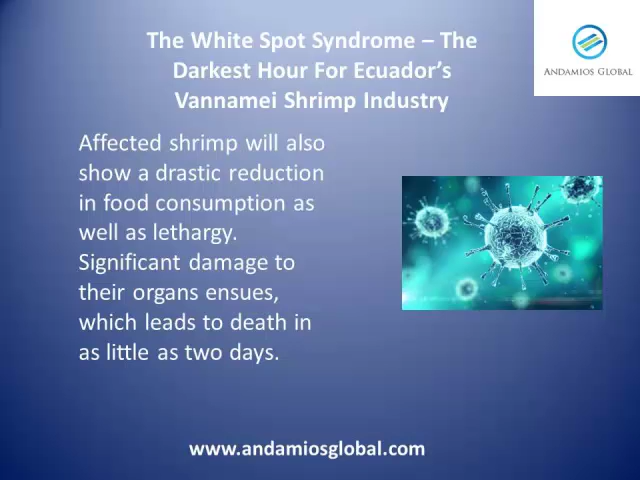 The White Spot Syndrome – The
Darkest Hour For Ecuador’s
Vannamei Shrimp Industry
ANDAMIOS GLOBAL
Affected shrimp will also
show a drastic reduction
in food consumption as
well as lethargy.
Significant damage to
their organs ensues,
which leads to death in
as little as two days.
www.andamiosglobal.com